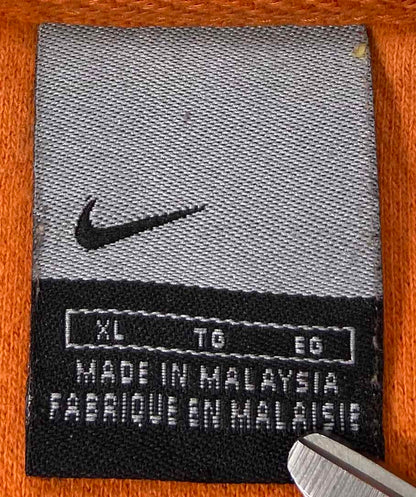 XL TG EG
MADE IN MALAYSIA
FABRIQUE EN MALAISIE